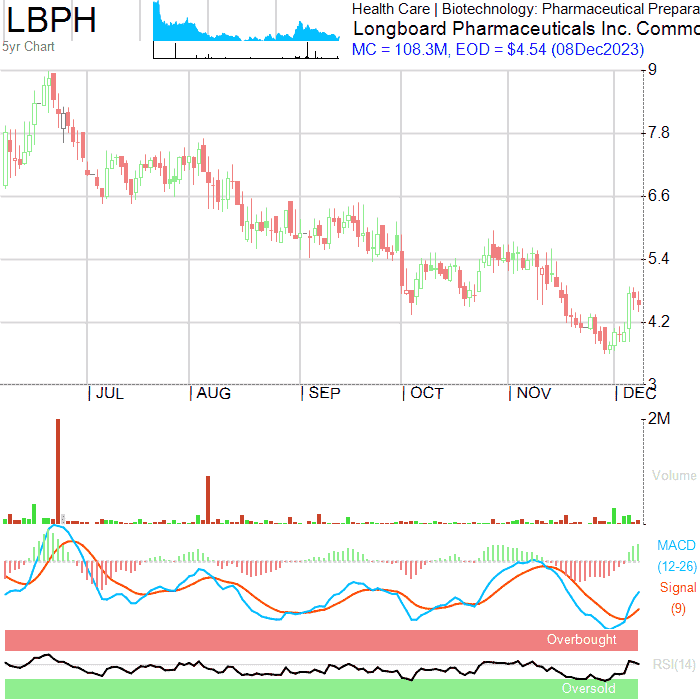 LBPH
5yr Chart
Health Care | Biotechnology: Pharmaceutical Prepara
Longboard Pharmaceuticals Inc. Commo
MC = 108.3M, EOD = $4.54 (08Dec2023)
9
7.8
6.6
5.4
4.2
3
| JUL | AUG | SEP | OCT | NOV | DEC
2M
Volume
MACD
(12-26)
Signal
(9)
Overbought
RSI(14)
Oversold